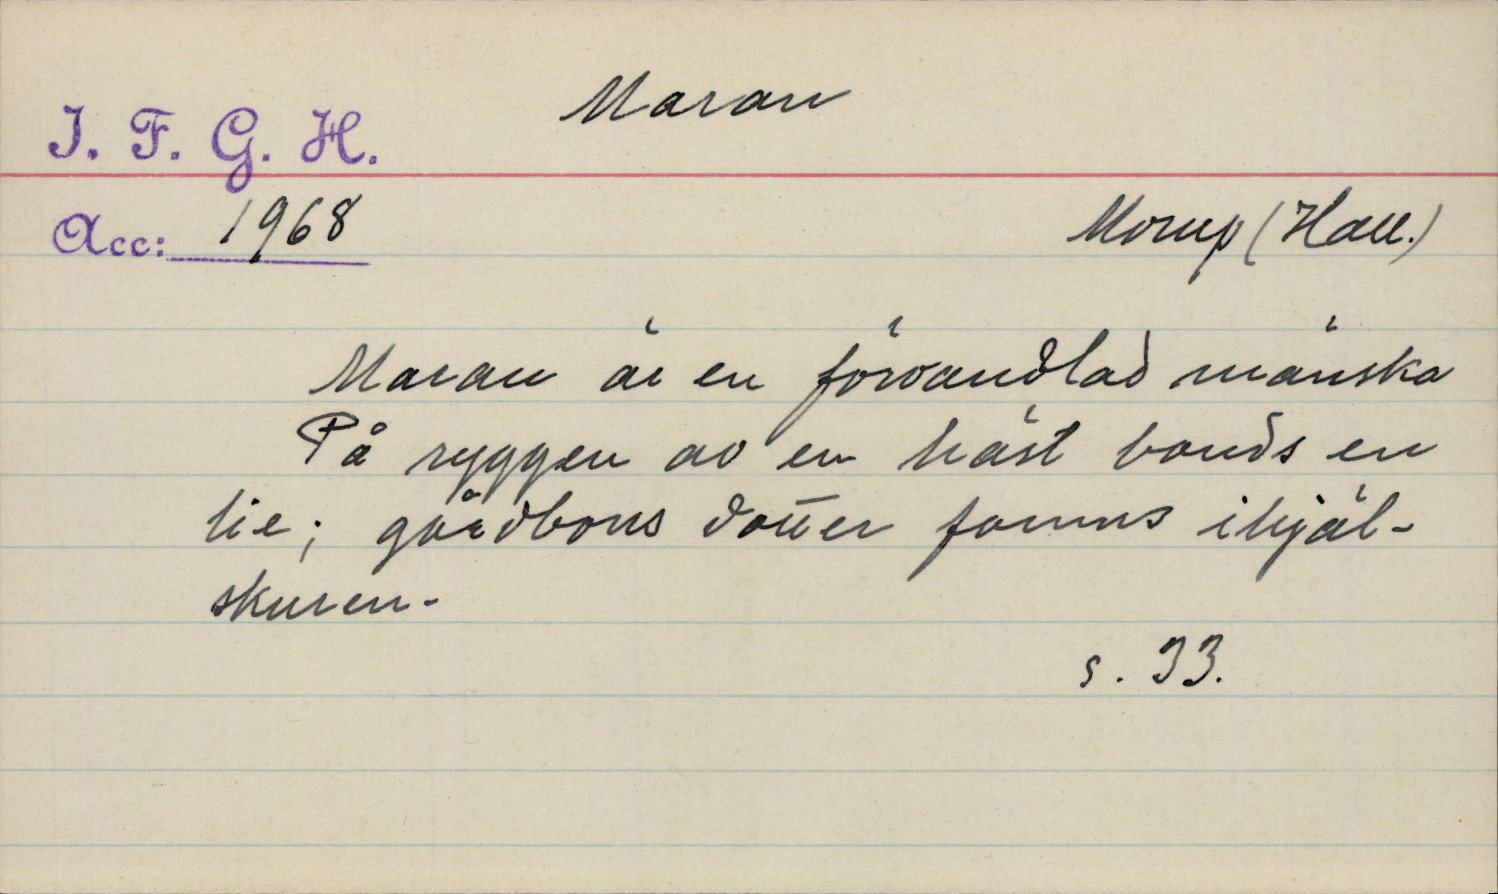 Maran
I. F. G. H.
Acc: 1968
Morup (Hall.)
Maran är en förvandlad mänska
På ryggen av en häst bands en
lie; gårdbons dotter fanns ihjäl-
skuren.
s. 33.